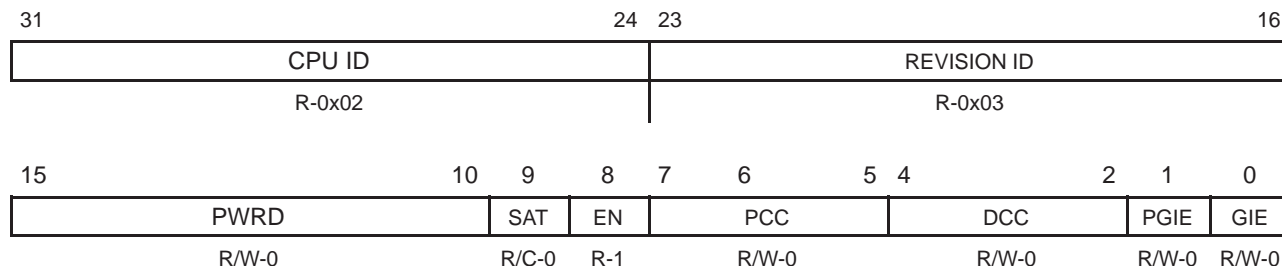 31 24 23 16
CPU ID REVISION ID
R-0x02 R-0x03
15 10 9 8 7 6 5 4 2 1 0
PWRD SAT EN PCC DCC PGIE GIE
R/W-0 R/C-0 R-1 R/W-0 R/W-0 R/W-0 R/W-0